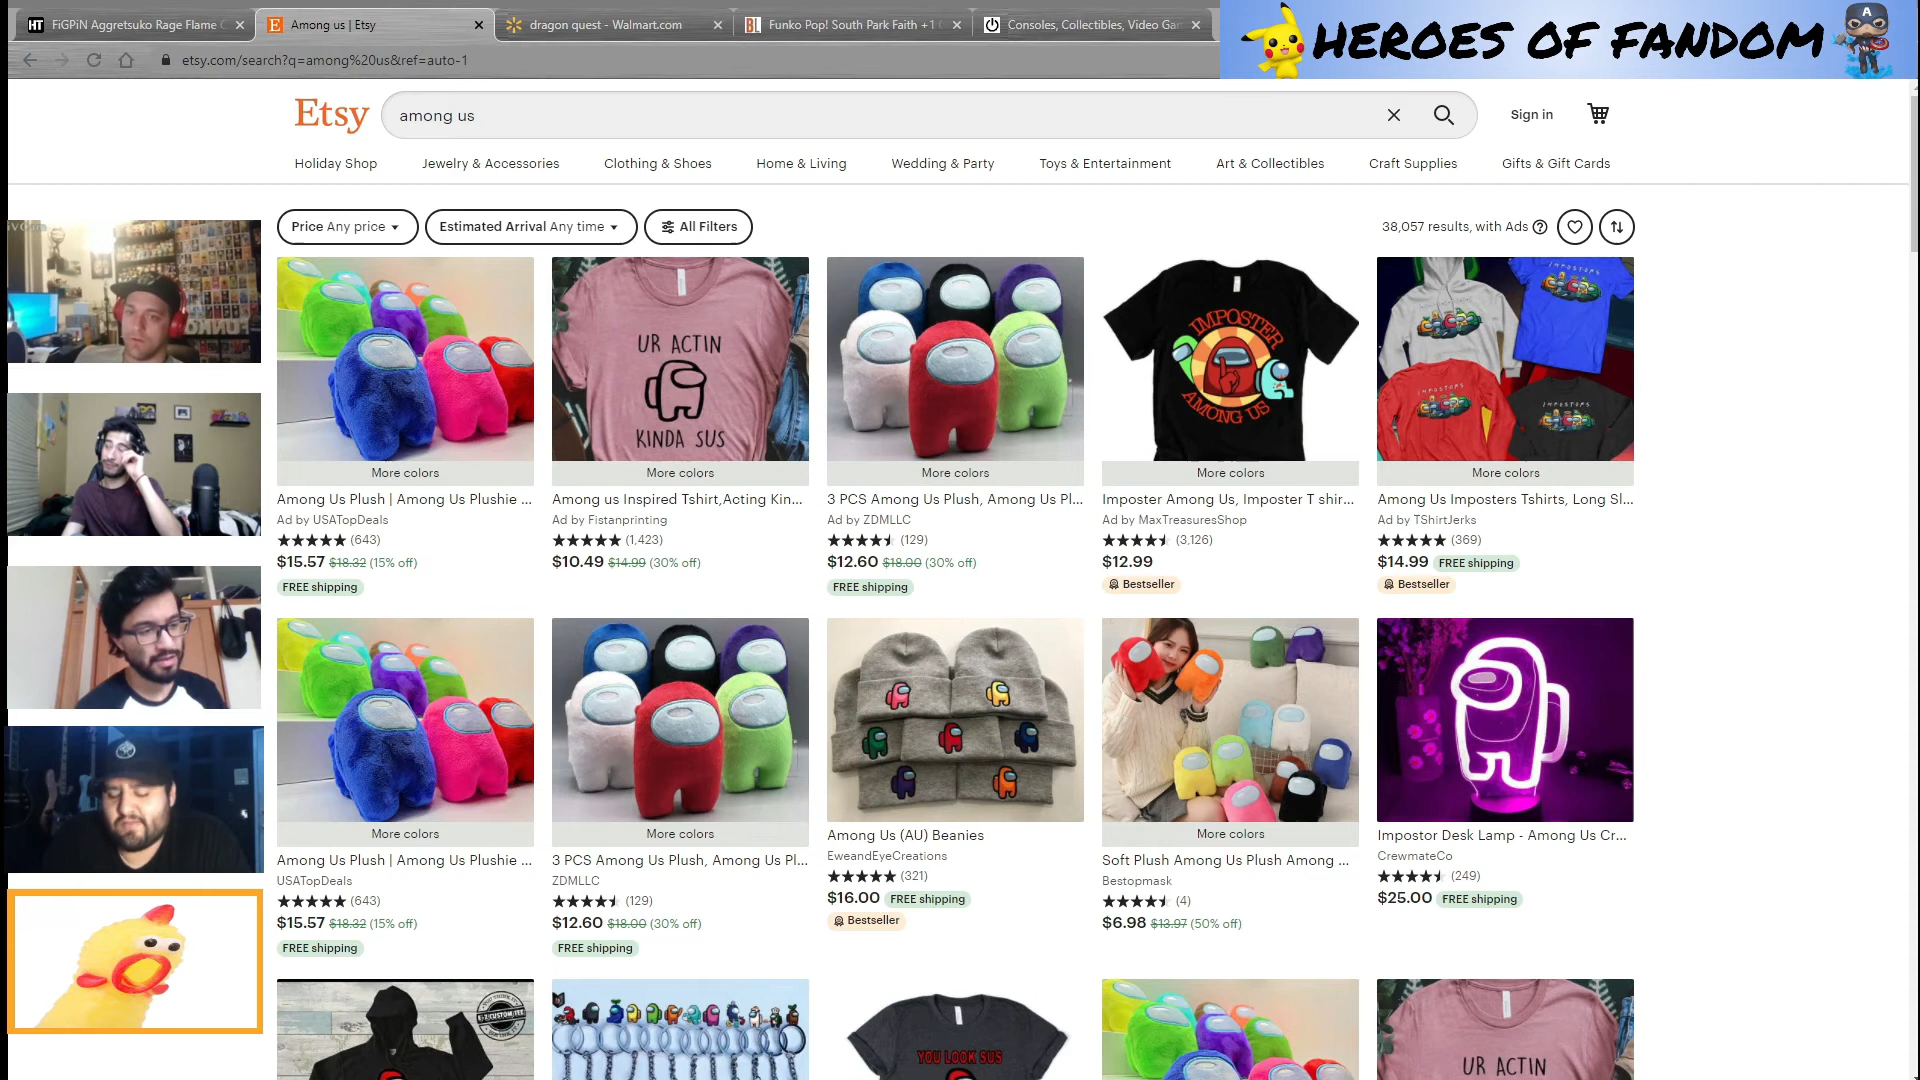 FiGPiN Aggretsuko Rage Flame
Among us | Etsy
dragon quest - Walmart.com
Funko Pop! South Park Faith +1
Consoles, Collectibles, Video Ga
HEROES OF FANDOM
etsy.com/search?q=among%20us&ref=auto-1
Etsy
among us
Sign in
Holiday Shop
Jewelry & Accessories
Clothing & Shoes
Home & Living
Wedding & Party
Toys & Entertainment
Art & Collectibles
Craft Supplies
Gifts & Gift Cards
Price Any price
Estimated Arrival Any time
All Filters
38,057 results, with Ads
UR ACTIN
KINDA SUS
IMPOSTER
AMONG US
IMPOSTORS
IMPOSTORS
IMPOSTORS
More colors
More colors
More colors
More colors
More colors
Among Us Plush | Among Us Plushie ...
Ad by USATopDeals
(643)
$15.57 $18.32 (15% off)
FREE shipping
Among us Inspired Tshirt,Acting Kin...
Ad by Fistanprinting
(1,423)
$10.49 $14.99 (30% off)
3 PCS Among Us Plush, Among Us Pl...
Ad by ZDMLLC
(129)
$12.60 $18.00 (30% off)
FREE shipping
Imposter Among Us, Imposter T shir...
Ad by MaxTreasuresShop
(3,126)
$12.99
Bestseller
Among Us Imposters Tshirts, Long Sl...
Ad by TShirtJerks
(369)
$14.99 FREE shipping
Bestseller
More colors
More colors
More colors
Among Us Plush | Among Us Plushie ...
USATopDeals
(643)
$15.57 $18.32 (15% off)
FREE shipping
3 PCS Among Us Plush, Among Us Pl...
ZDMLLC
(129)
$12.60 $18.00 (30% off)
FREE shipping
Among Us (AU) Beanies
EweandEyeCreations
(321)
$16.00 FREE shipping
Bestseller
Soft Plush Among Us Plush Among ...
Bestopmask
(4)
$6.98 $13.97 (50% off)
Impostor Desk Lamp - Among Us Cr...
CrewmateCo
(249)
$25.00 FREE shipping
YOU LOOK SUS
UR ACTIN